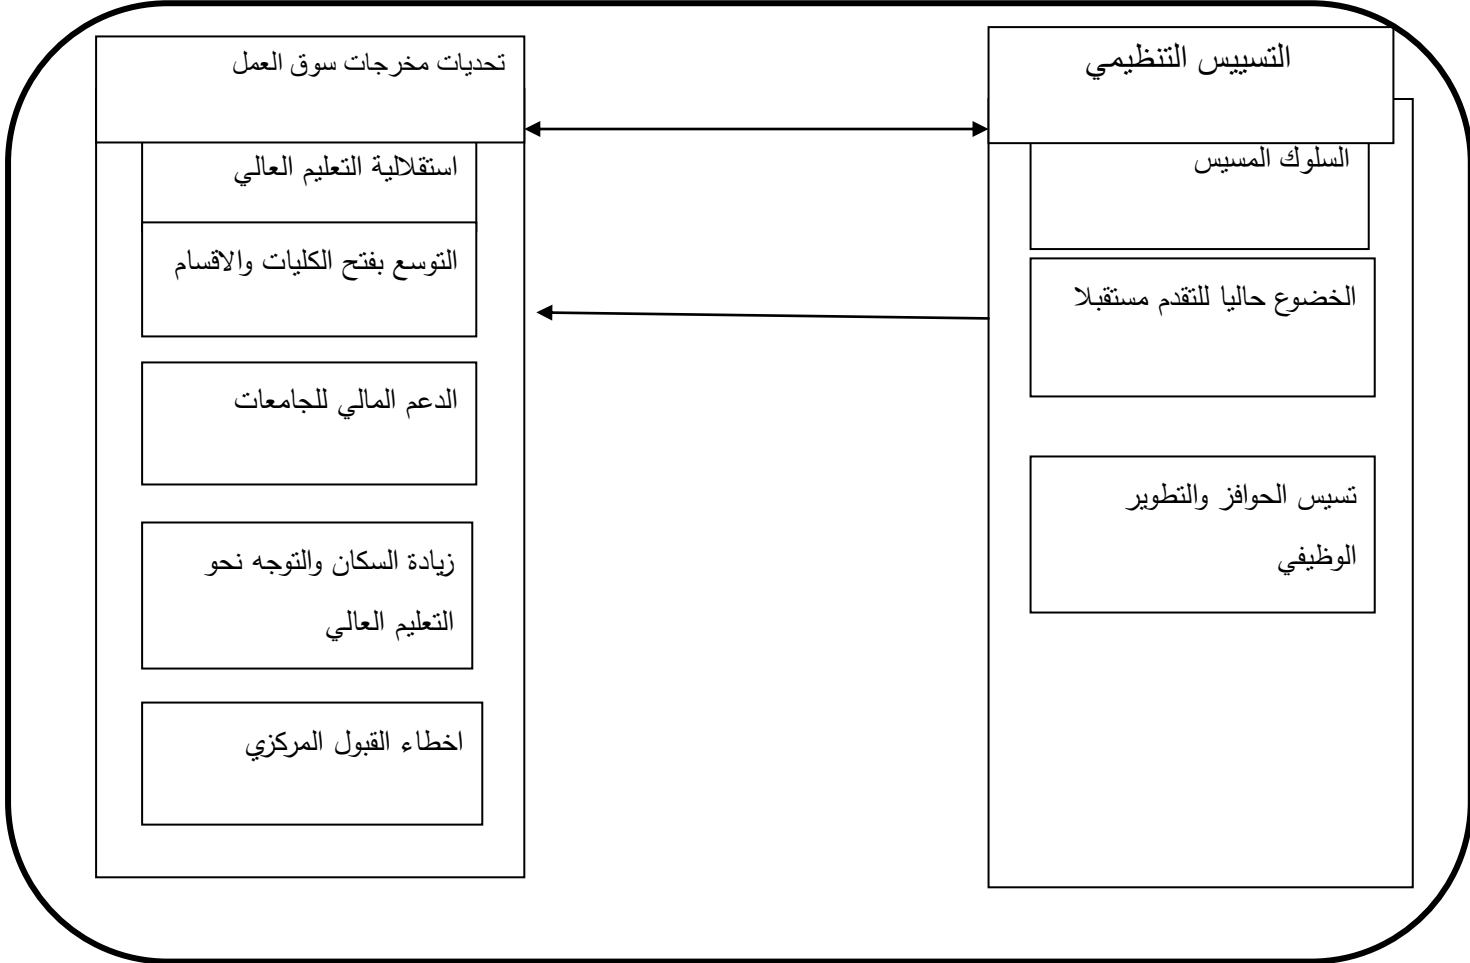 التسييس التنظيمي
السلوك المسيس
الخضوع حاليا للتقدم مستقبلا
تسيس الحوافز والتطوير
الوظيفي
تحديات مخرجات سوق العمل
استقلالية التعليم العالي
التوسع بفتح الكليات والاقسام
الدعم المالي للجامعات
زيادة السكان والتوجه نحو
التعليم العالي
اخطاء القبول المركزي